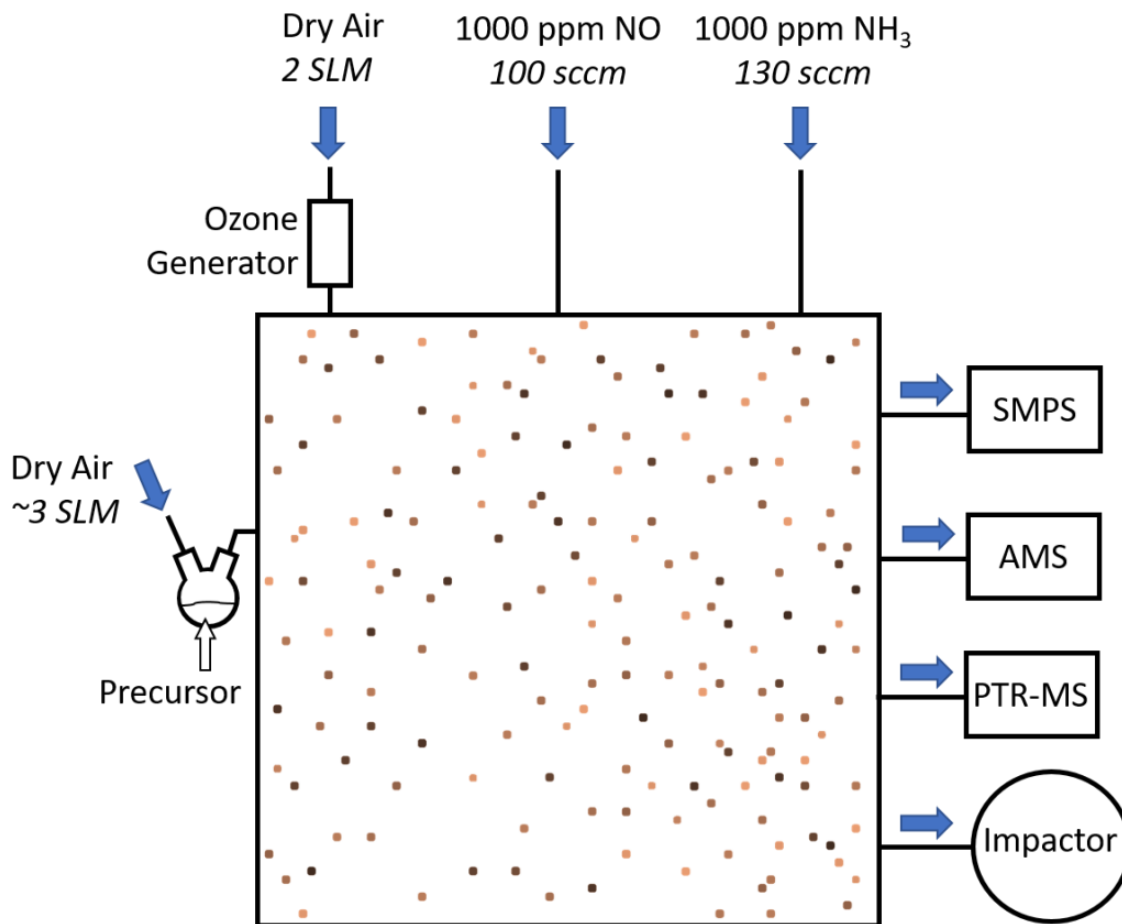 Dry Air
2 SLM
1000 ppm NO
100 sccm
1000 ppm NH₃
130 sccm
Ozone
Generator
SMPS
Dry Air
~3 SLM
AMS
Precursor
PTR-MS
Impactor